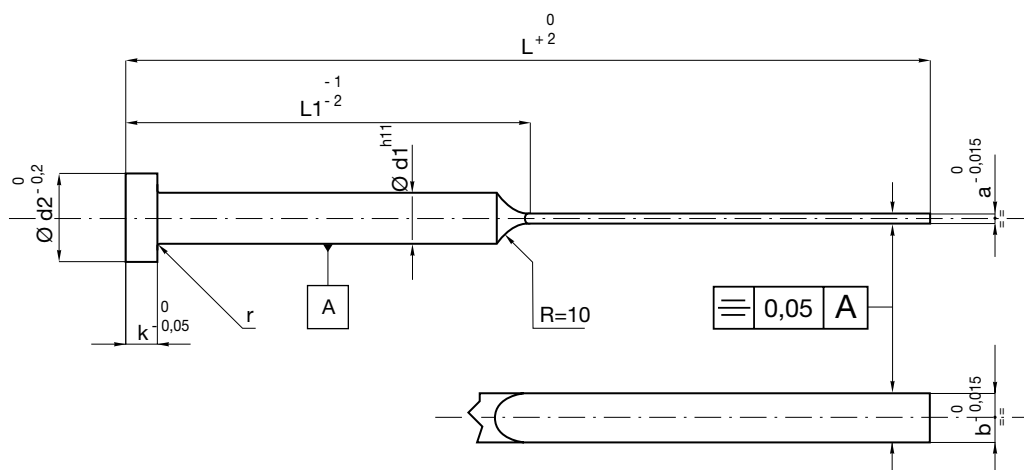 L +2 0
L1 -2 -1
Ø d1 h11
Ø d2 -0,2 0
a -0,015 0
k -0,05 0
r
A
R=10
0,05 A
b -0,015 0